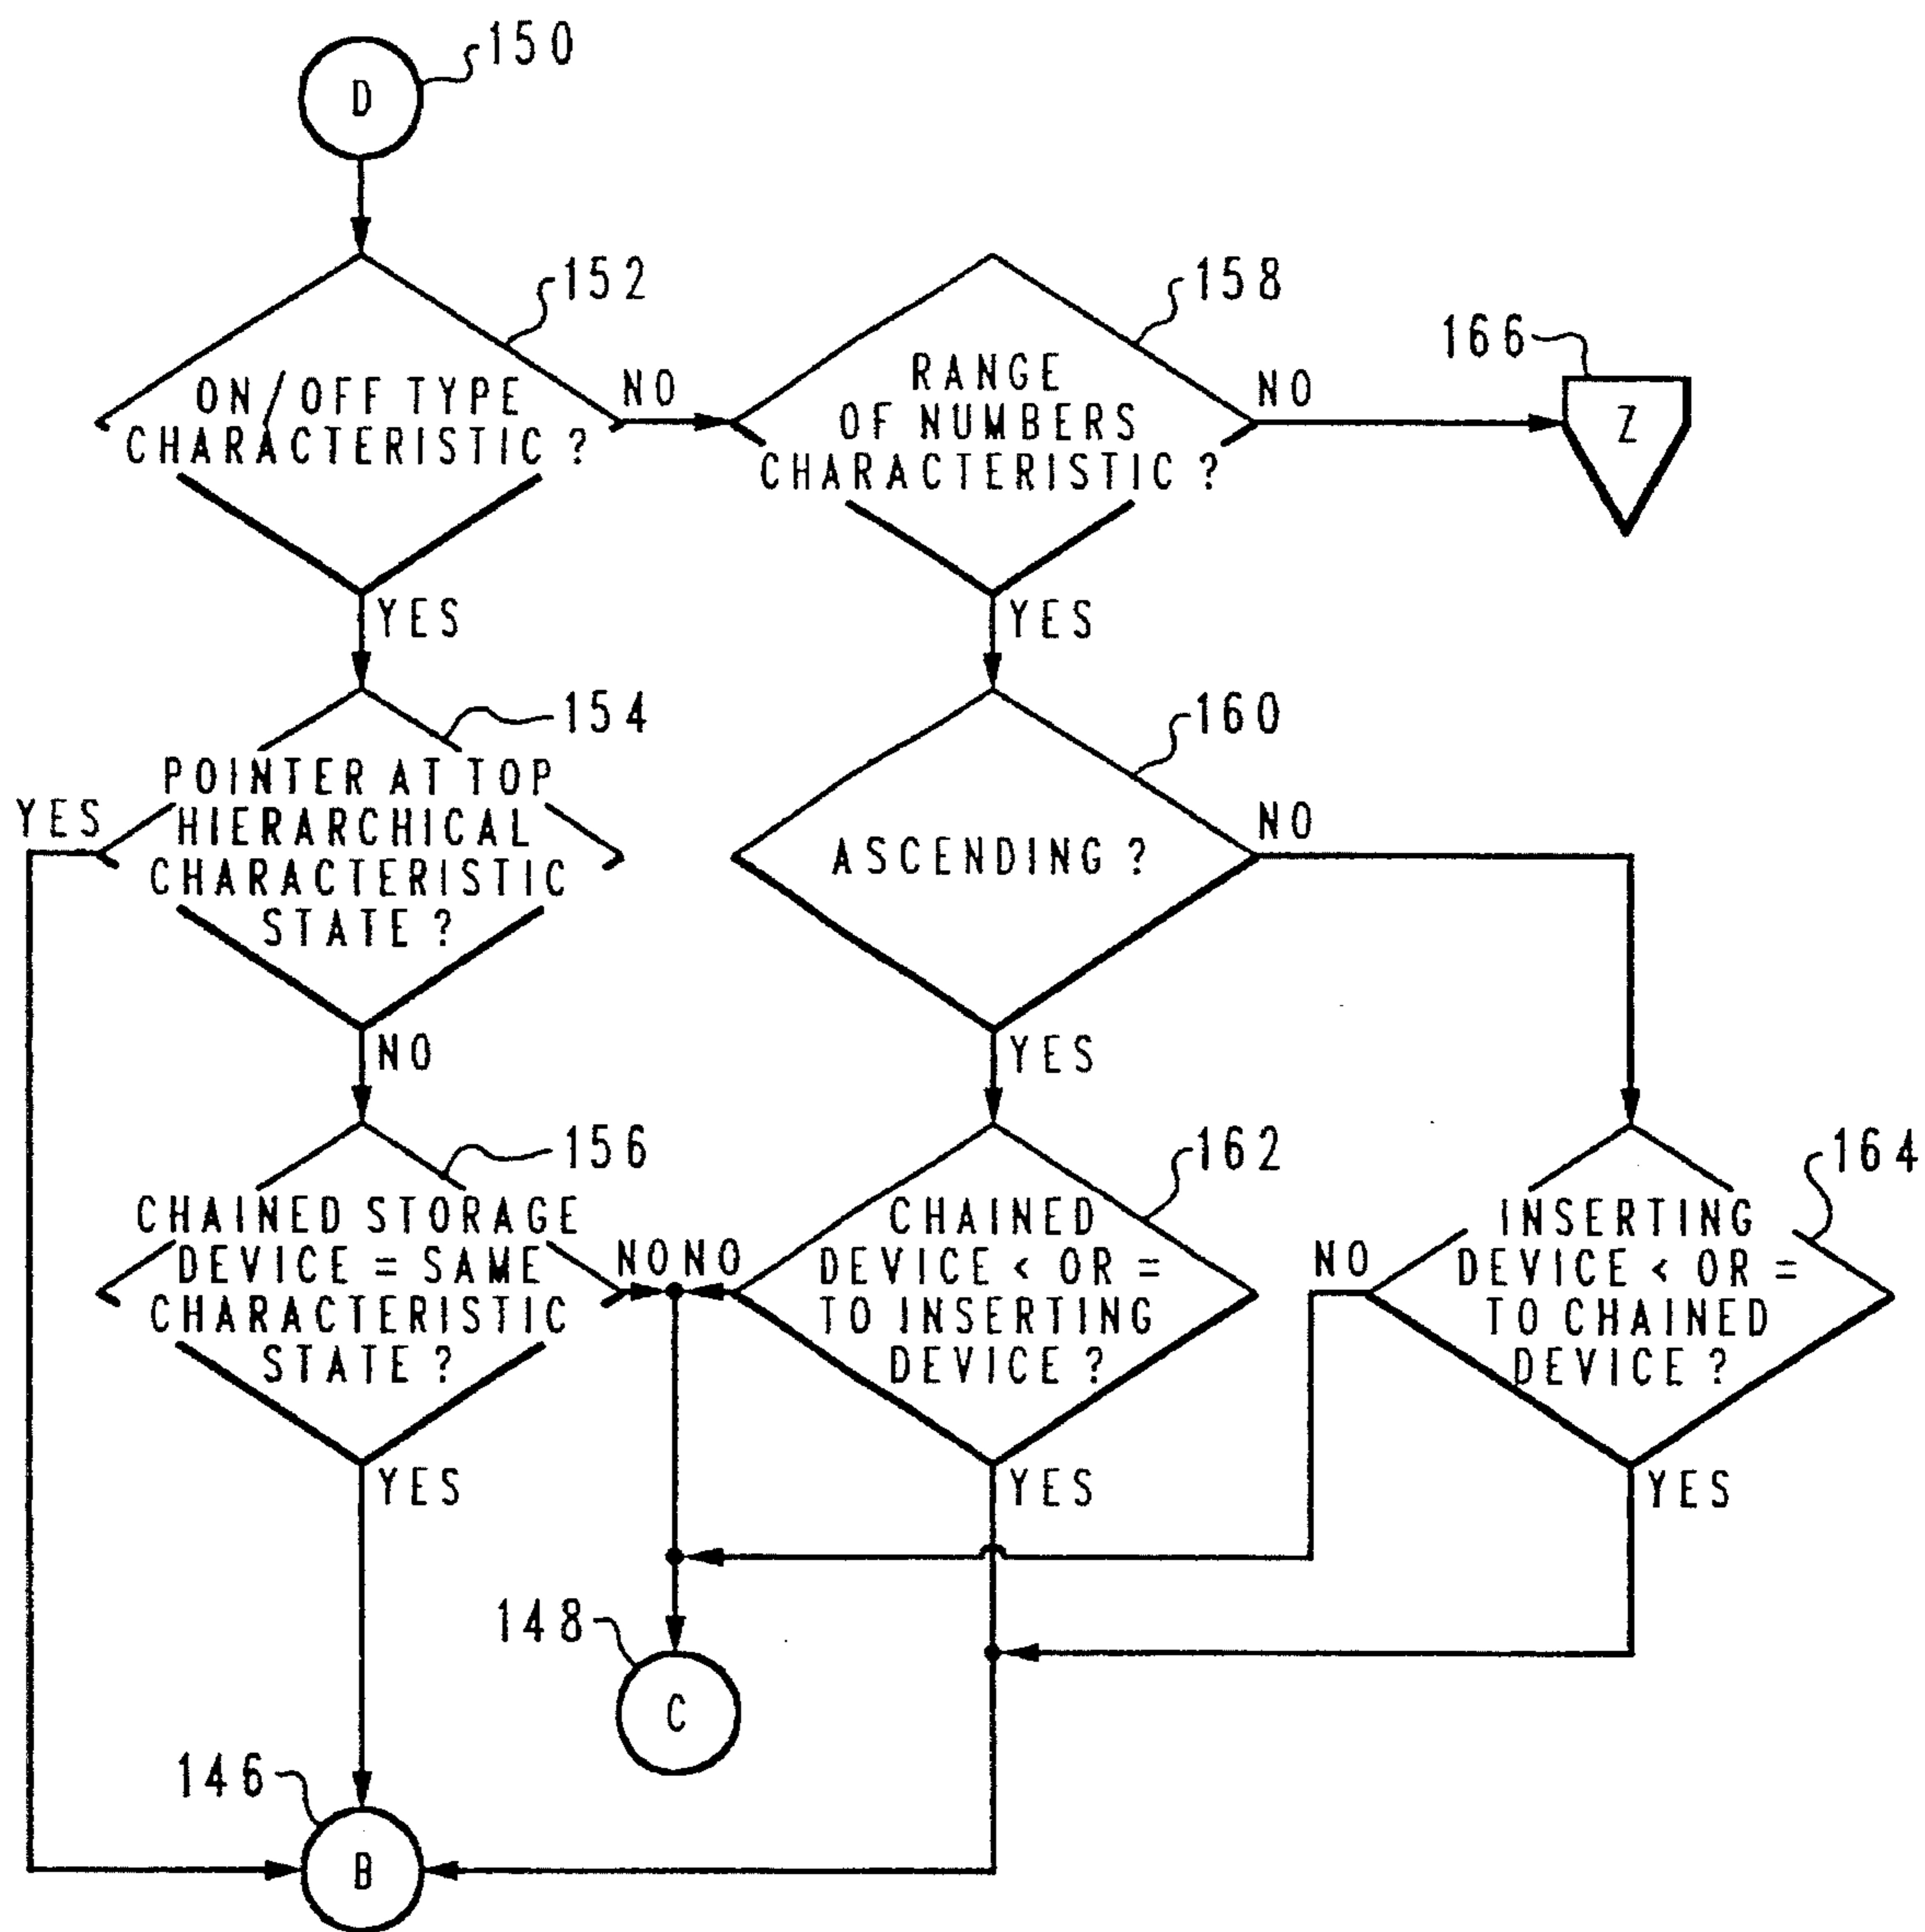 150
D
152
ON/OFF TYPE
CHARACTERISTIC ?
NO
YES
158
RANGE
OF NUMBERS
CHARACTERISTIC ?
NO
YES
166
Z
154
POINTER AT TOP
HIERARCHICAL
CHARACTERISTIC
STATE ?
YES
NO
160
ASCENDING ?
NO
YES
156
CHAINED STORAGE
DEVICE = SAME
CHARACTERISTIC
STATE ?
NO
YES
162
CHAINED
DEVICE < OR =
TO INSERTING
DEVICE ?
NO
YES
164
INSERTING
DEVICE < OR =
TO CHAINED
DEVICE ?
NO
YES
148
C
146
B